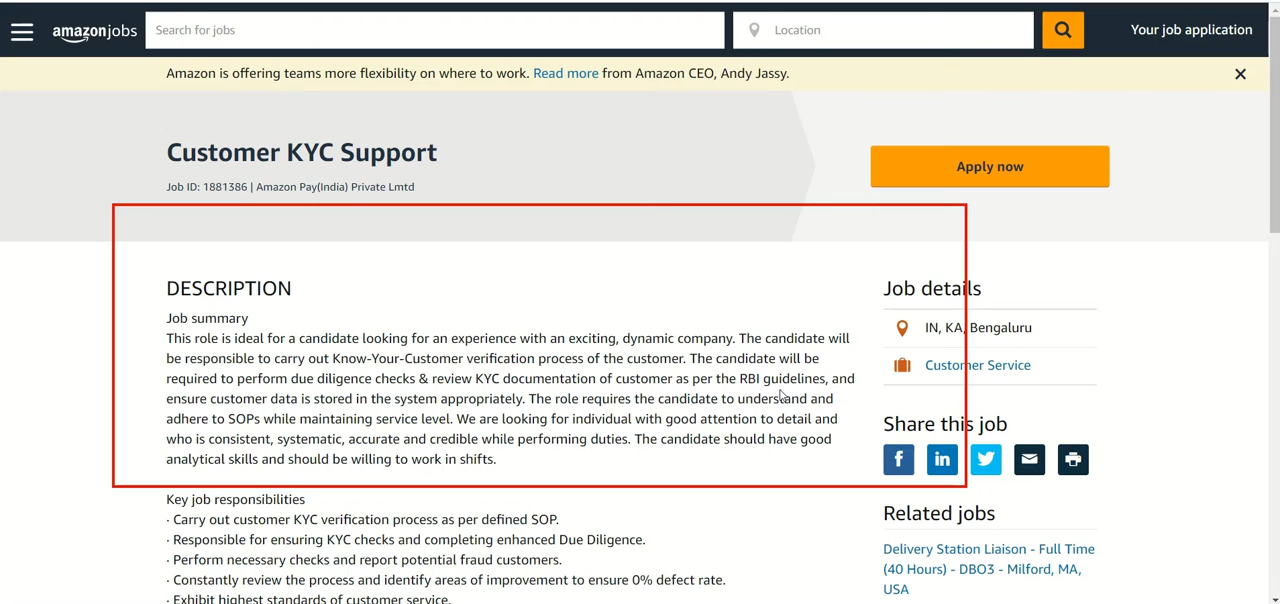 amazonjobs
Search for jobs
Location
Your job application
Amazon is offering teams more flexibility on where to work. Read more from Amazon CEO, Andy Jassy.
Customer KYC Support
Job ID: 1881386 | Amazon Pay(India) Private Lmtd
Apply now
DESCRIPTION
Job summary
This role is ideal for a candidate looking for an experience with an exciting, dynamic company. The candidate will
be responsible to carry out Know-Your-Customer verification process of the customer. The candidate will be
required to perform due diligence checks & review KYC documentation of customer as per the RBI guidelines, and
ensure customer data is stored in the system appropriately. The role requires the candidate to understand and
adhere to SOPs while maintaining service level. We are looking for individual with good attention to detail and
who is consistent, systematic, accurate and credible while performing duties. The candidate should have good
analytical skills and should be willing to work in shifts.
Key job responsibilities
· Carry out customer KYC verification process as per defined SOP.
· Responsible for ensuring KYC checks and completing enhanced Due Diligence.
· Perform necessary checks and report potential fraud customers.
· Constantly review the process and identify areas of improvement to ensure 0% defect rate.
· Exhibit highest standards of customer service.
Job details
IN, KA, Bengaluru
Customer Service
Share this job
Related jobs
Delivery Station Liaison - Full Time
(40 Hours) - DBO3 - Milford, MA,
USA